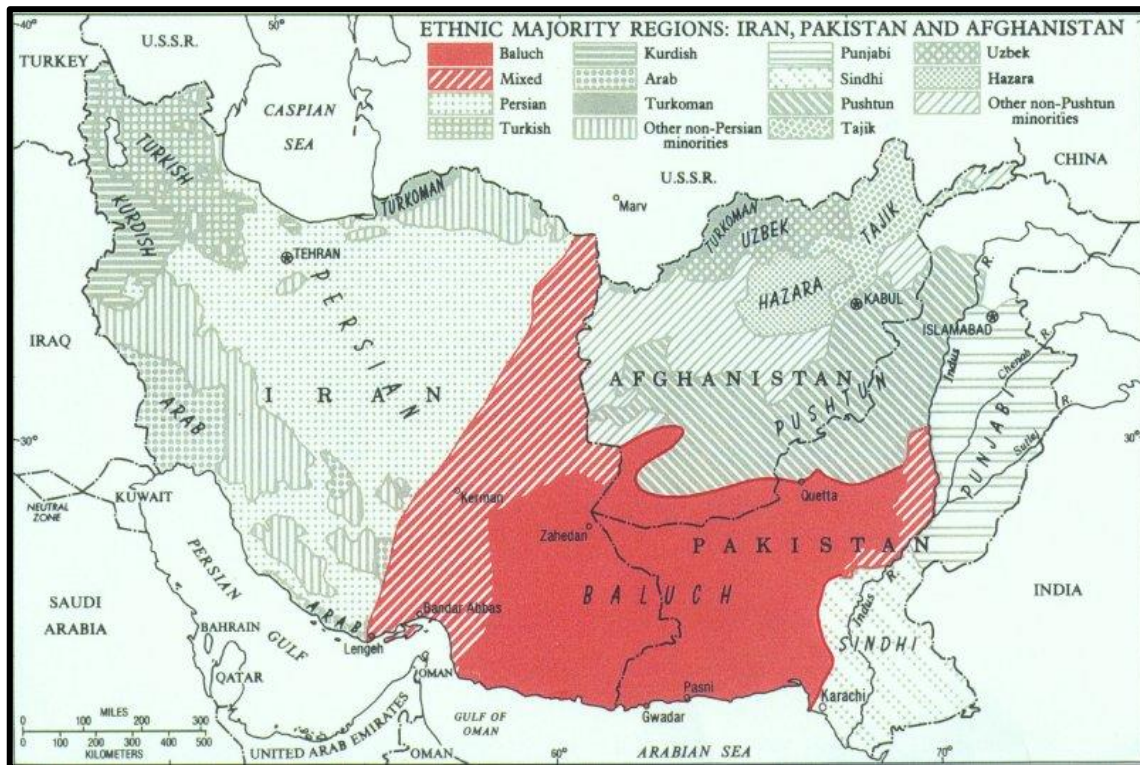 ETHNIC MAJORITY REGIONS: IRAN, PAKISTAN AND AFGHANISTAN
Baluch
Mixed
Persian
Turkish
Kurdish
Arab
Turkoman
Other non-Persian
minorities
Punjabi
Sindhi
Pushtun
Tajik
Uzbek
Hazara
Other non-Pushtun
minorities
40°
50°
U.S.S.R.
TURKEY
CASPIAN
SEA
U.S.S.R.
CHINA
Marv
TURKISH
KURDISH
TURKOMAN
TURKOMAN
UZBEK
TAJIK
TEHRAN
HAZARA
KABUL
ISLAMABAD
IRAQ
PERSIAN
IRAN
ARAB
AFGHANISTAN
PUSHTUN
Indus
R.
Chenab R.
Sutlej
R.
PUNJABI
30°
30°
KUWAIT
NEUTRAL
ZONE
Kerman
Quetta
Zahedan
PAKISTAN
PERSIAN
GULF
SAUDI
ARABIA
BALUCH
INDIA
Bandar Abbas
ARAB
Lengeh
Indus R.
SINDHI
BAHRAIN
QATAR
OMAN
Pasni
Gwadar
Karachi
MILES
0 100 200 300
0 100 200 300 400 500
KILOMETERS
UNITED ARAB EMIRATES
OMAN
GULF OF
OMAN
60°
ARABIAN SEA
70°